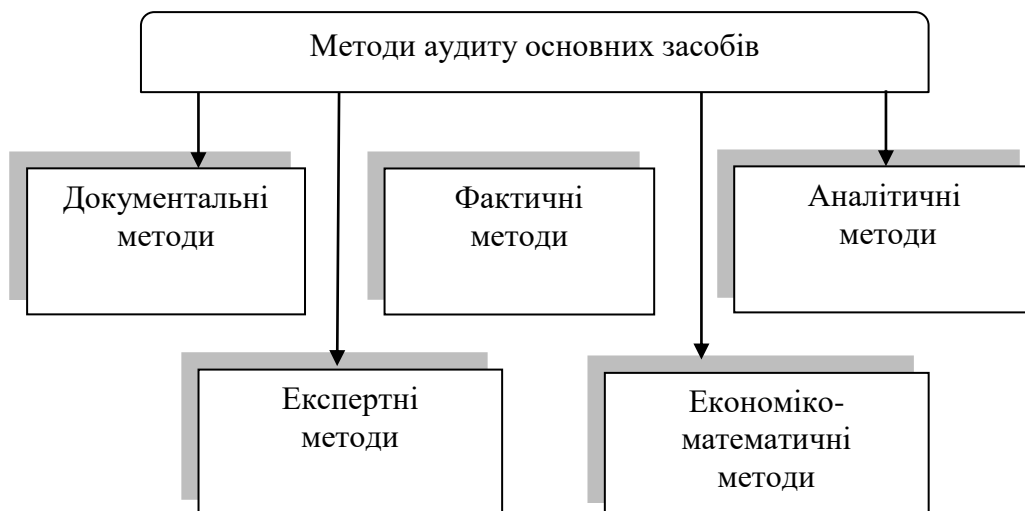 Методи аудиту основних засобів
Документальні
методи
Фактичні
методи
Аналітичні
методи
Експертні
методи
Економіко-
математичні
методи